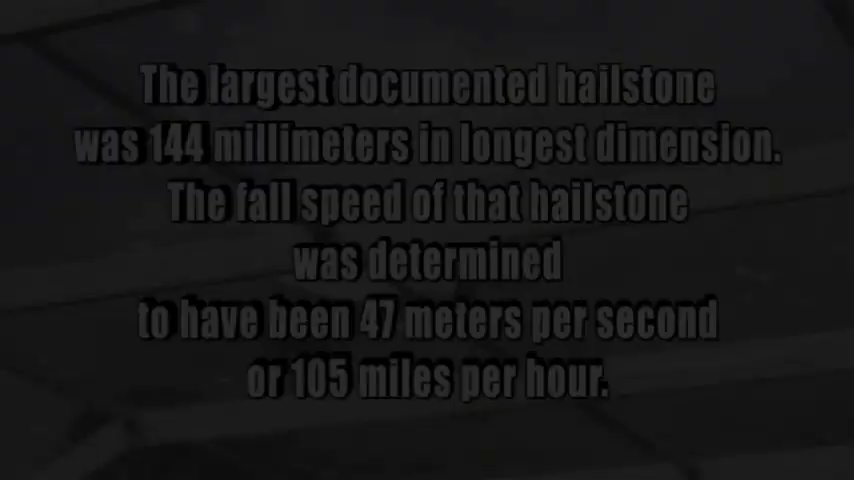 The largest documented hailstone
was 144 millimeters in longest dimension.
The fall speed of that hailstone
was determined
to have been 47 meters per second
or 105 miles per hour.